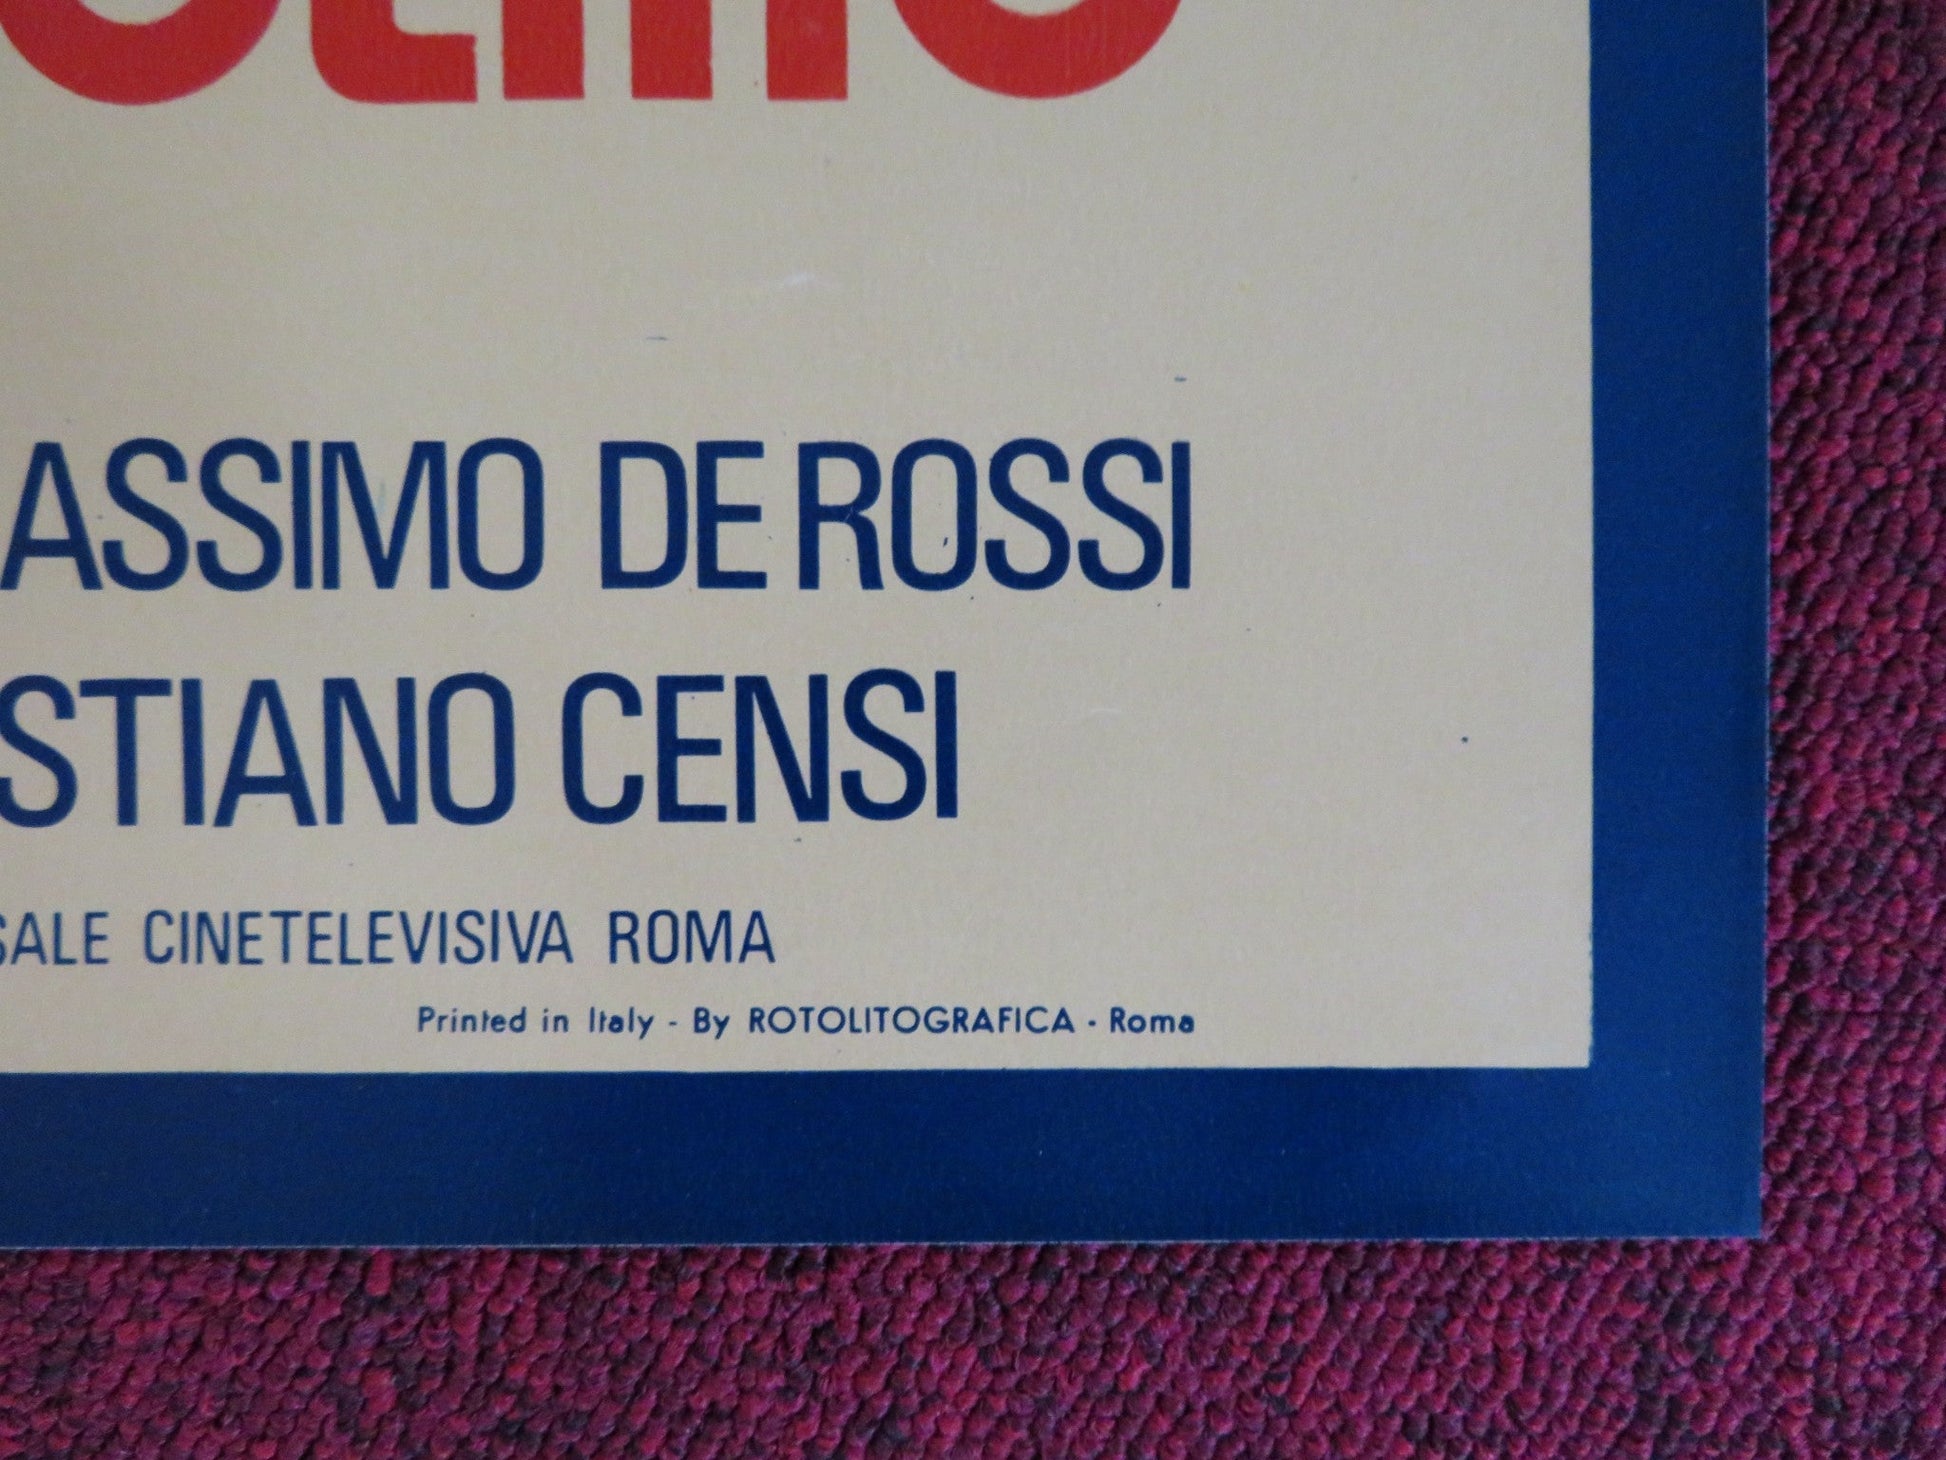 ASSIMO DE ROSSI
STIANO CENSI
SALE CINETELEVISIVA ROMA
Printed in Italy - By ROTOLITOGRAFICA - Roma